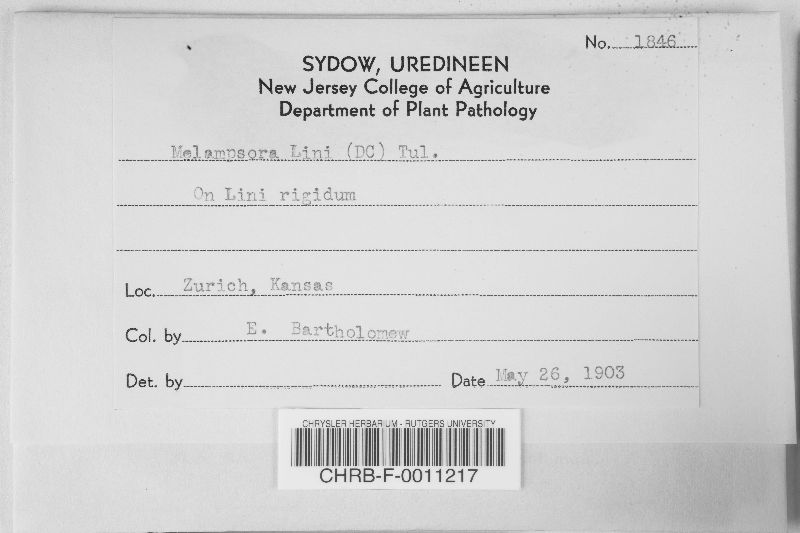 No. 1846
SYDOW, UREDINEEN
New Jersey College of Agriculture
Department of Plant Pathology
Melampsora Lini (DC) Tul.
On Lini rigidum
Loc. Zurich, Kansas
Col. by E. Bartholomew
Det. by Date May 26, 1903
CHRYSLER HERBARIUM - RUTGERS UNIVERSITY
CHRB-F-0011217